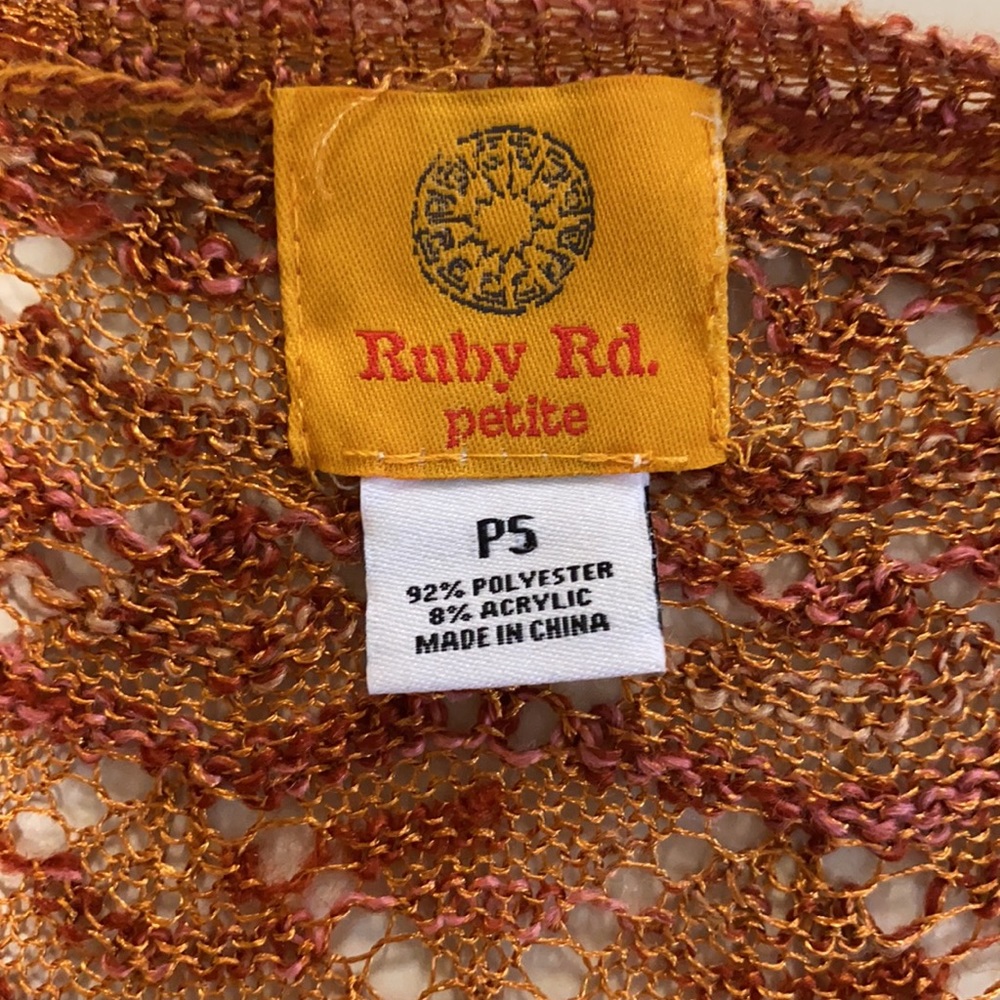 Ruby Rd.
petite
PS
92% POLYESTER
8% ACRYLIC
MADE IN CHINA